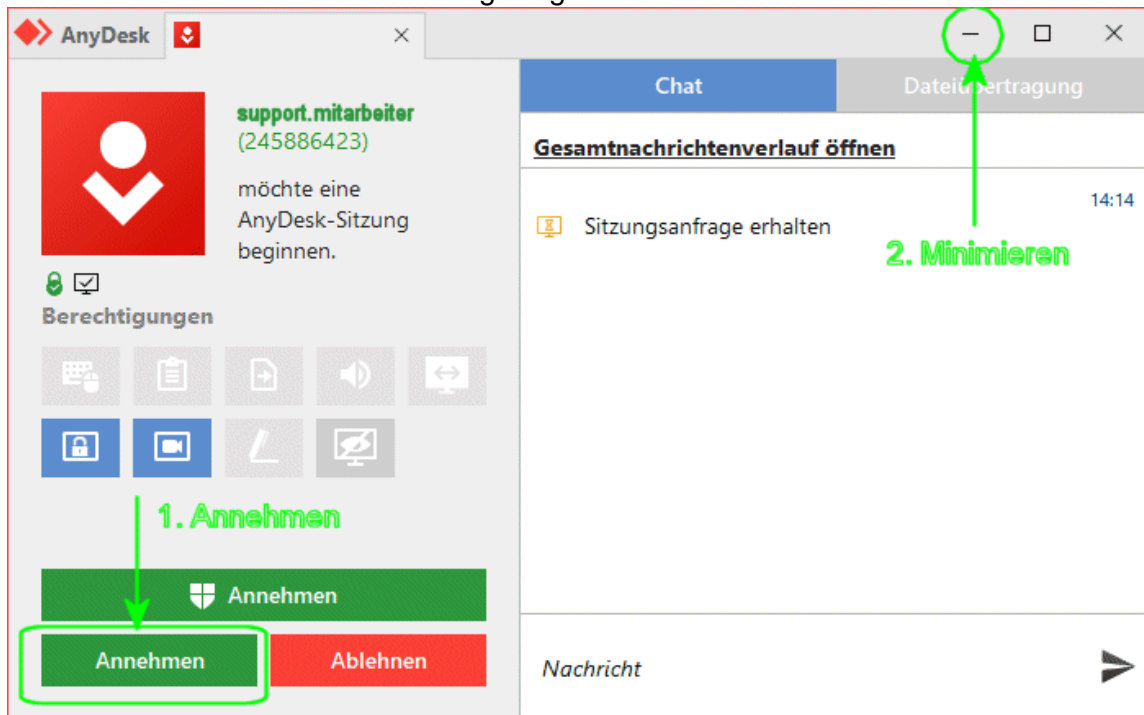 AnyDesk
Chat
Dateiübertragung
support.mitarbeiter
(245886423)
möchte eine
AnyDesk-Sitzung
beginnen.
Gesamtnachrichtenverlauf öffnen
14:14
Sitzungsanfrage erhalten
2. Minimieren
Berechtigungen
1. Annehmen
Annehmen
Annehmen
Ablehnen
Nachricht